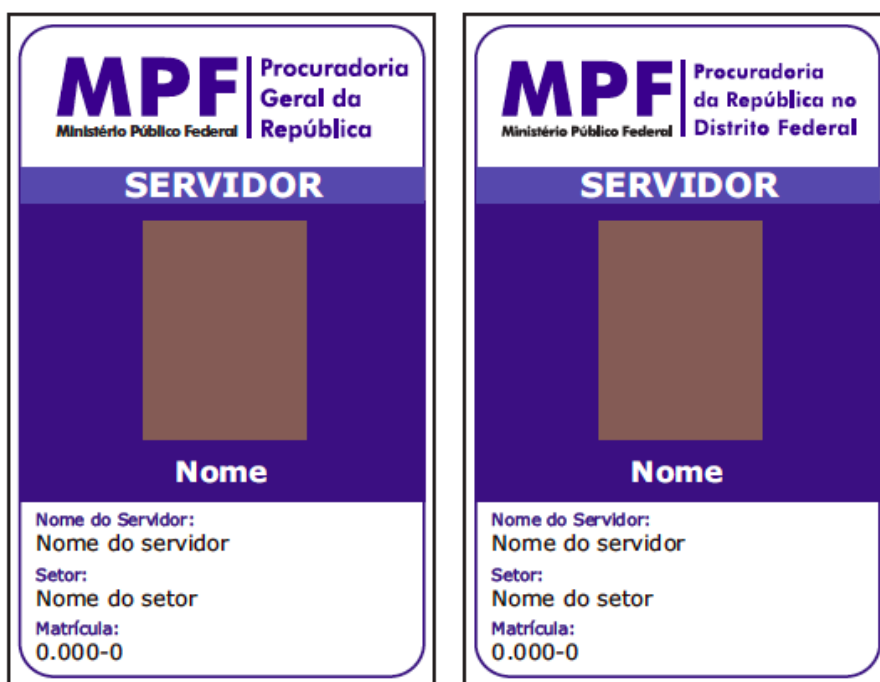 MPF
Ministério Público Federal
Procuradoria
Geral da
República
SERVIDOR
Nome
Nome do Servidor:
Nome do servidor
Setor:
Nome do setor
Matrícula:
0.000-0
MPF
Ministério Público Federal
Procuradoria
da República no
Distrito Federal
SERVIDOR
Nome
Nome do Servidor:
Nome do servidor
Setor:
Nome do setor
Matrícula:
0.000-0